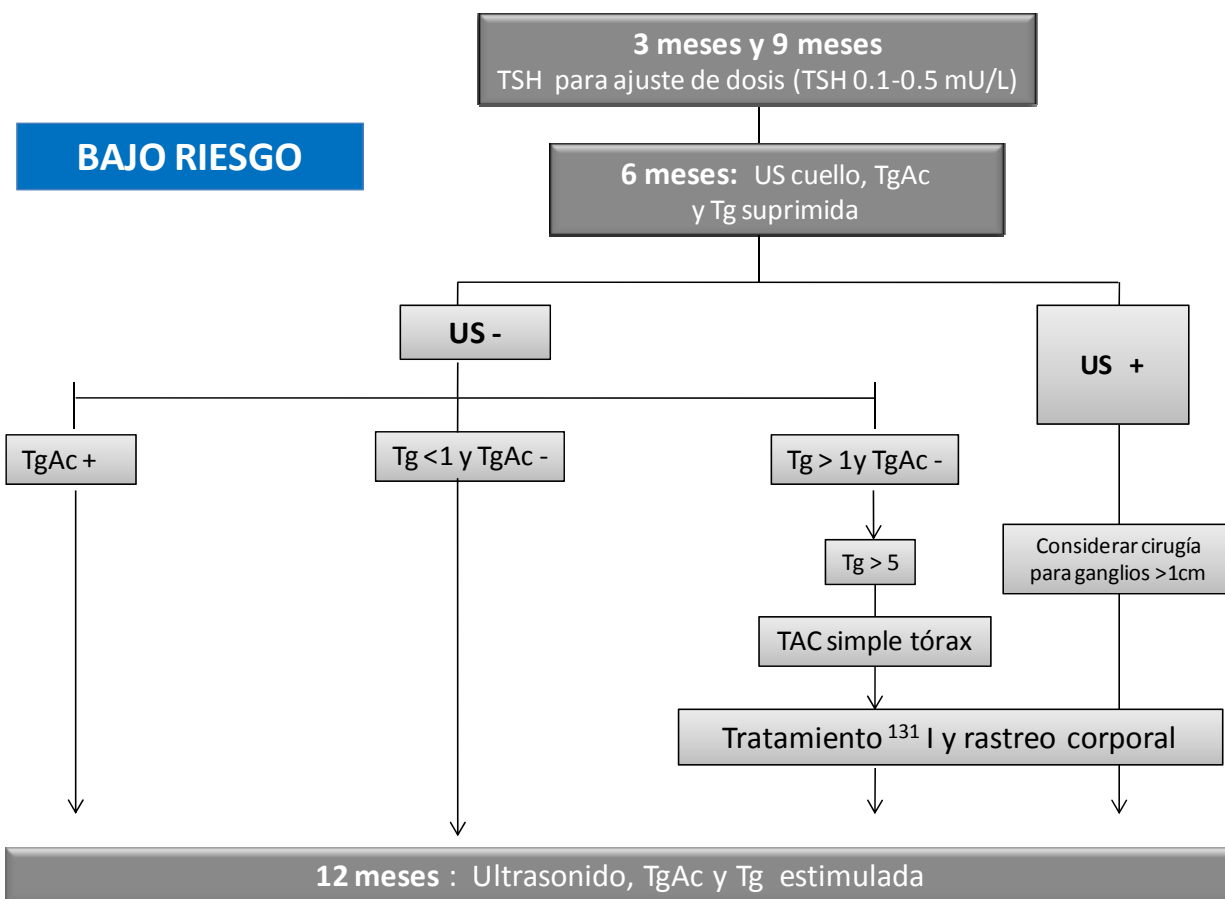 3 meses y 9 meses
TSH para ajuste de dosis (TSH 0.1-0.5 mU/L)
BAJO RIESGO
6 meses: US cuello, TgAc
y Tg suprimida
US -
US +
TgAc +
Tg <1 y TgAC -
Tg > 1y TgAC -
Tg > 5
Considerar cirugía
para ganglios >1cm
TAC simple tórax
Tratamiento ¹³¹ I y rastreo corporal
12 meses : Ultrasonido, TgAc y Tg estimulada